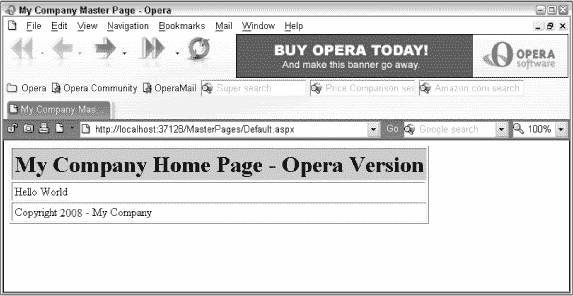 My Company Master Page - Opera
File Edit View Navigation Bookmarks Mail Window Help
BUY OPERA TODAY!
And make this banner go away.
OPERA
software
Opera Opera Community OperaMail Super search Price Comparison sea Amazon.com search
My Company Mas...
http://localhost:37128/MasterPages/Default.aspx Go Google search 100%
My Company Home Page - Opera Version
Hello World
Copyright 2008 - My Company